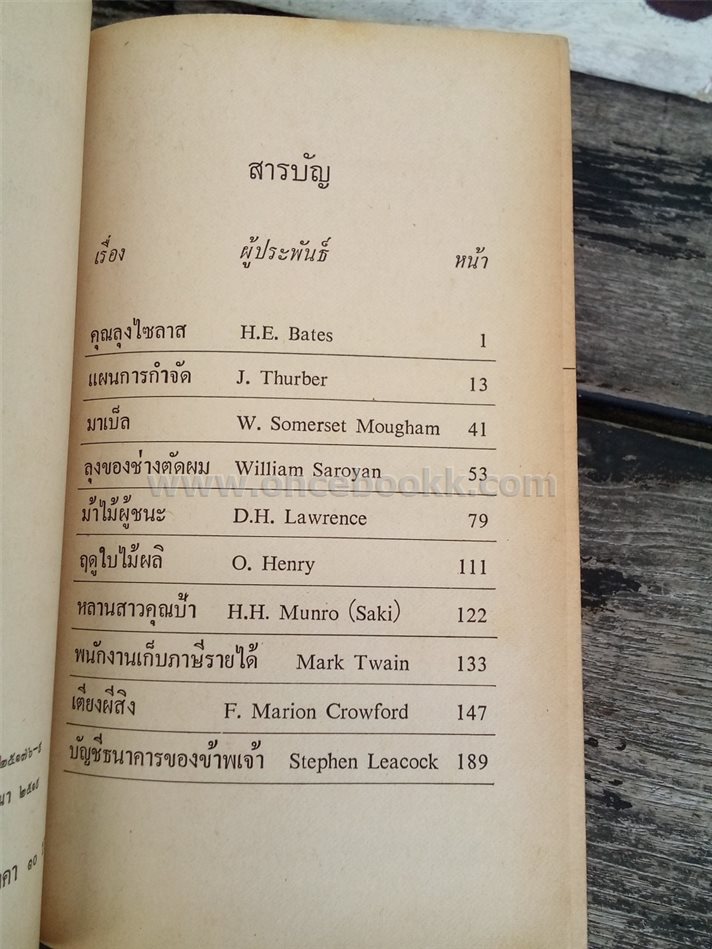 สารบัญ
เรื่อง ผู้ประพันธ์ หน้า
คุณลุงไซลาส H.E. Bates 1
แผนการกำจัด J. Thurber 13
มาเบ็ล W. Somerset Mougham 41
ลุงของช่างตัดผม William Saroyan 53
www.oncebookk.com
ม้าไม้ผู้ชนะ D.H. Lawrence 79
ฤดูใบไม้ผลิ O. Henry 111
หลานสาวคุณป้า H.H. Munro (Saki) 122
พนักงานเก็บภาษีรายได้ Mark Twain 133
เตียงผีสิง F. Marion Crowford 147
บัญชีธนาคารของข้าพเจ้า Stephen Leacock 189